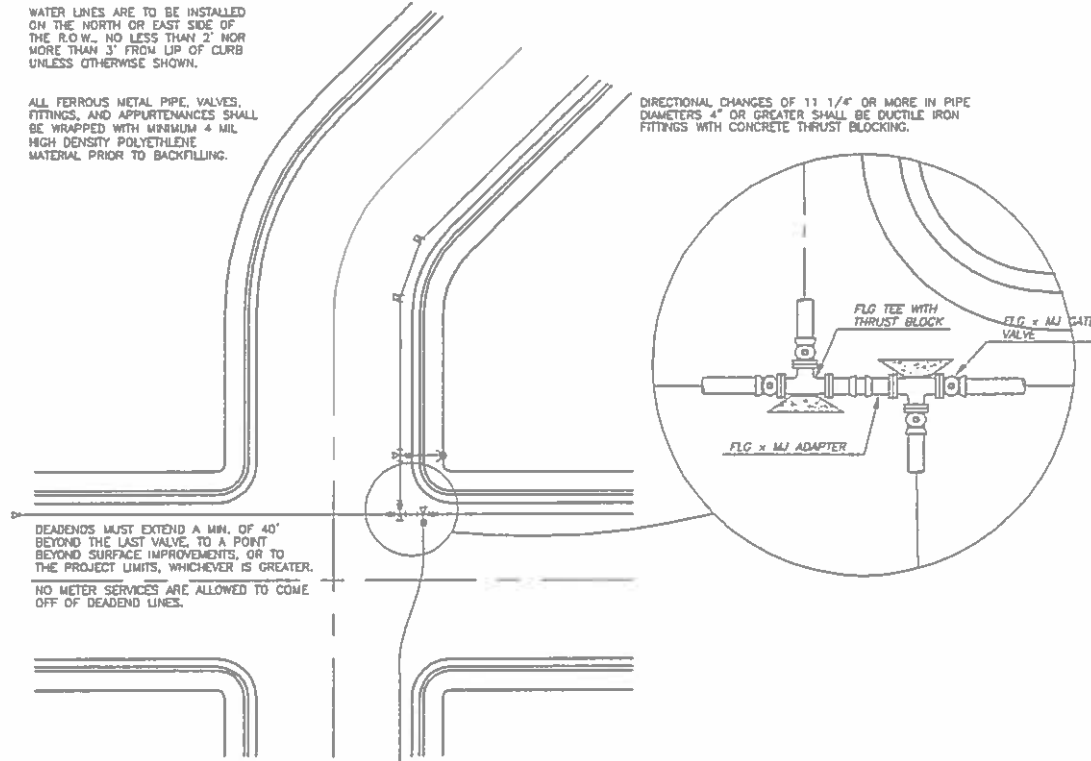 WATER LINES ARE TO BE INSTALLED
ON THE NORTH OR EAST SIDE OF
THE R.O.W., NO LESS THAN 2' NOR
MORE THAN 3' FROM LIP OF CURB
UNLESS OTHERWISE SHOWN.
ALL FERROUS METAL PIPE, VALVES,
FITTINGS, AND APPURTENANCES SHALL
BE WRAPPED WITH MINIMUM 4 MIL
HIGH DENSITY POLYETHLENE
MATERIAL PRIOR TO BACKFILLING.
DIRECTIONAL CHANGES OF 11 1/4° OR MORE IN PIPE
DIAMETERS 4" OR GREATER SHALL BE DUCTILE IRON
FITTINGS WITH CONCRETE THRUST BLOCKING.
FLG TEE WITH
THRUST BLOCK
FLG x MJ GATE
VALVE
FLG x MJ ADAPTER
DEADENDS MUST EXTEND A MIN. OF 40'
BEYOND THE LAST VALVE, TO A POINT
BEYOND SURFACE IMPROVEMENTS, OR TO
THE PROJECT LIMITS, WHICHEVER IS GREATER.
NO METER SERVICES ARE ALLOWED TO COME
OFF OF DEADEND LINES.